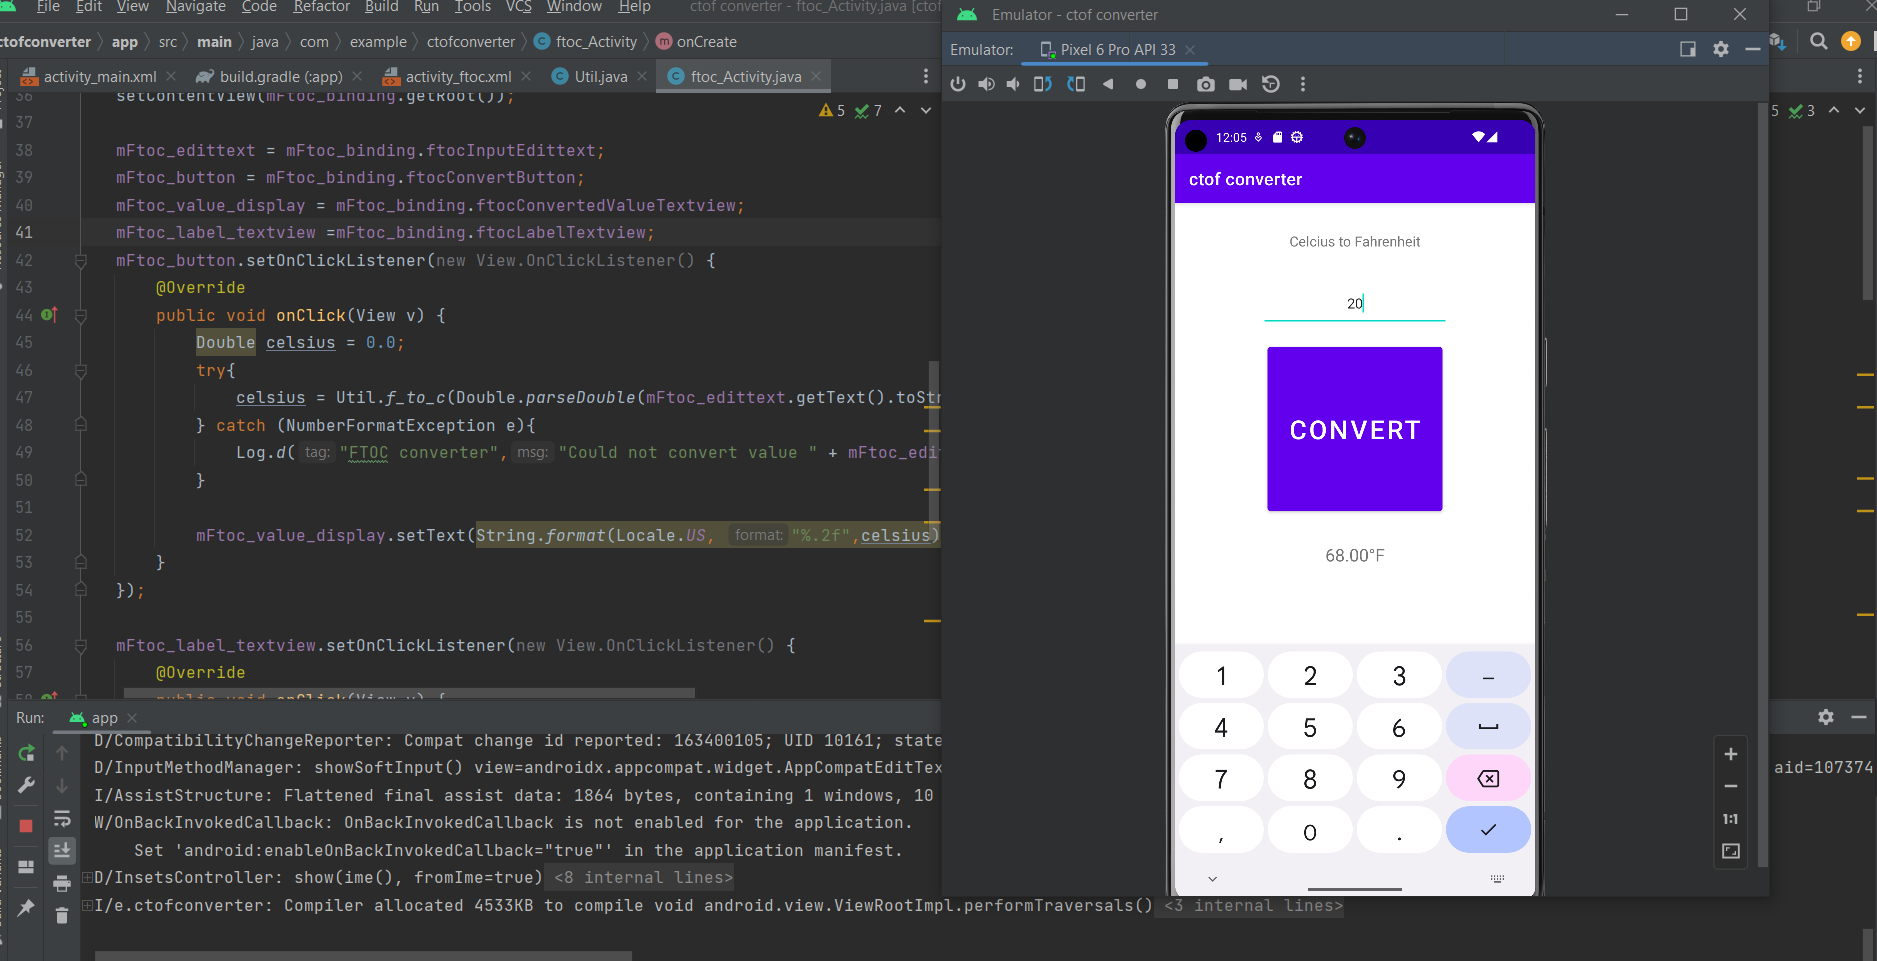 File Edit View Navigate Code Refactor Build Run Tools VCS Window Help ctof converter - ftoc_Activity.java [ctof
ctofconverter app src main java com example ctofconverter ftoc_Activity onCreate
activity_main.xml build.gradle (:app) activity_ftoc.xml Util.java ftoc_Activity.java
5 7
36 setContentView(mFtoc_binding.getRoot());
37
38 mFtoc_edittext = mFtoc_binding.ftocInputEdittext;
39 mFtoc_button = mFtoc_binding.ftocConvertButton;
40 mFtoc_value_display = mFtoc_binding.ftocConvertedValueTextview;
41 mFtoc_label_textview =mFtoc_binding.ftocLabelTextview;
42 mFtoc_button.setOnClickListener(new View.OnClickListener() {
43 @Override
44 public void onClick(View v) {
45 Double celsius = 0.0;
46 try{
47 celsius = Util.f_to_c(Double.parseDouble(mFtoc_edittext.getText().toStr
48 } catch (NumberFormatException e){
49 Log.d( tag: "FTOC converter", msg: "Could not convert value " + mFtoc_edi
50 }
51
52 mFtoc_value_display.setText(String.format(Locale.US, format: "%.2f",celsius)
53 }
54 });
55
56 mFtoc_label_textview.setOnClickListener(new View.OnClickListener() {
57 @Override
58 public void onClick(View v) {
Run: app
D/CompatibilityChangeReporter: Compat change id reported: 163400105; UID 10161; state
D/InputMethodManager: showSoftInput() view=androidx.appcompat.widget.AppCompatEditTex
aid=107374
I/AssistStructure: Flattened final assist data: 1864 bytes, containing 1 windows, 10
W/OnBackInvokedCallback: OnBackInvokedCallback is not enabled for the application.
Set 'android:enableOnBackInvokedCallback="true"' in the application manifest.
D/InsetsController: show(ime(), fromIme=true) <8 internal lines>
I/e.ctofconverter: Compiler allocated 4533KB to compile void android.view.ViewRootImpl.performTraversals() <3 internal lines>
Emulator - ctof converter
Emulator: Pixel 6 Pro API 33
5 3
12:05
ctof converter
Celcius to Fahrenheit
20
CONVERT
68.00°F
1 2 3 –
4 5 6
7 8 9
, 0 .
1:1